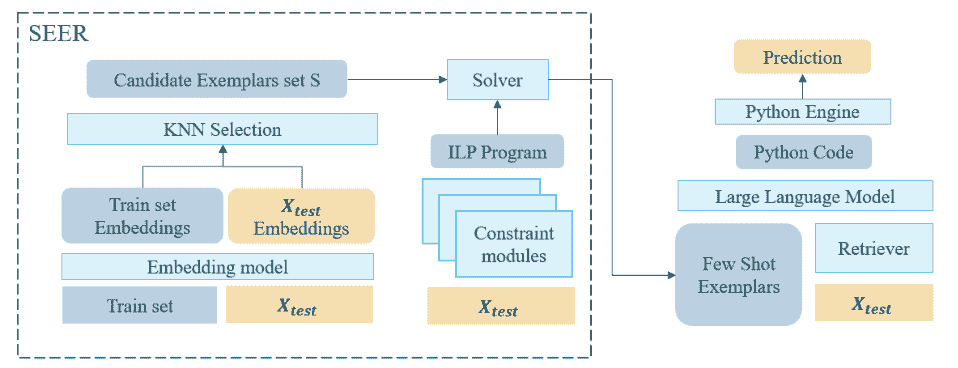 SEER
Candidate Exemplars set S
Solver
KNN Selection
ILP Program
Train set
Embeddings
X_test
Embeddings
Constraint
modules
Embedding model
Train set
X_test
X_test
Prediction
Python Engine
Python Code
Large Language Model
Few Shot
Exemplars
Retriever
X_test